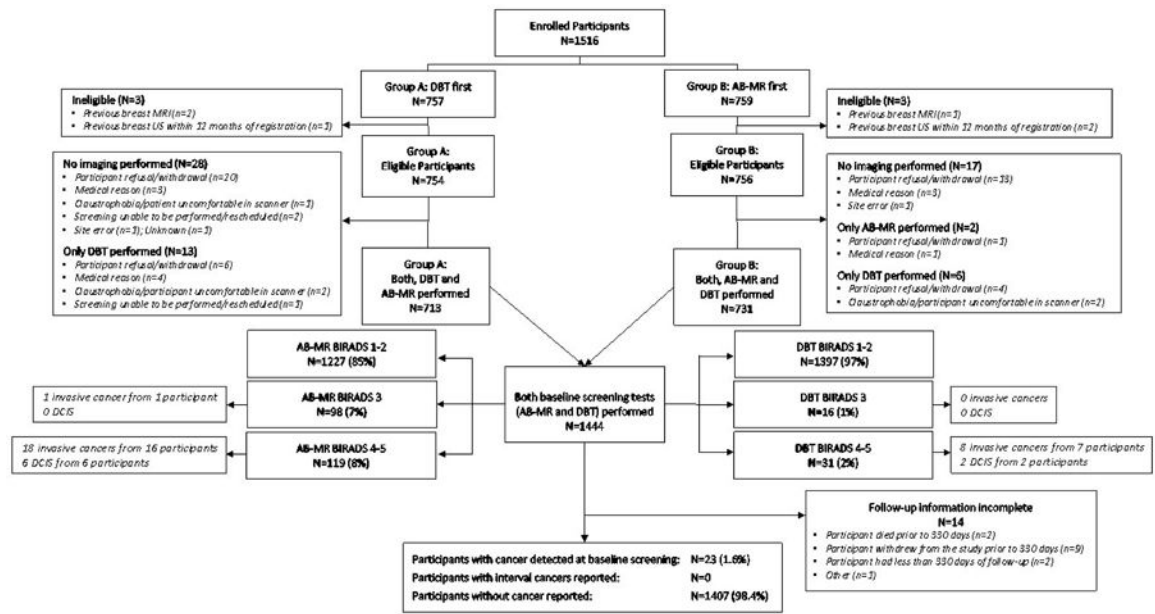 Enrolled Participants
N=1516
Group A: DBT first
N=757
Group B: AB-MR first
N=759
Ineligible (N=3)
• Previous breast MRI (n=2)
• Previous breast US within 12 months of registration (n=1)
Ineligible (N=3)
• Previous breast MRI (n=1)
• Previous breast US within 12 months of registration (n=2)
Group A:
Eligible Participants
N=754
Group B:
Eligible Participants
N=756
No imaging performed (N=28)
• Participant refusal/withdrawal (n=20)
• Medical reason (n=3)
• Claustrophobia/patient uncomfortable in scanner (n=1)
• Screening unable to be performed/rescheduled (n=2)
• Site error (n=1); Unknown (n=1)
Only DBT performed (N=13)
• Participant refusal/withdrawal (n=6)
• Medical reason (n=4)
• Claustrophobia/participant uncomfortable in scanner (n=2)
• Screening unable to be performed/rescheduled (n=1)
No imaging performed (N=17)
• Participant refusal/withdrawal (n=13)
• Medical reason (n=3)
• Site error (n=1)
Only AB-MR performed (N=2)
• Participant refusal/withdrawal (n=1)
• Medical reason (n=1)
Only DBT performed (N=6)
• Participant refusal/withdrawal (n=4)
• Claustrophobia/participant uncomfortable in scanner (n=2)
Group A:
Both, DBT and
AB-MR performed
N=713
Group B:
Both, AB-MR and
DBT performed
N=731
AB-MR BIRADS 1-2
N=1227 (85%)
AB-MR BIRADS 3
N=98 (7%)
AB-MR BIRADS 4-5
N=119 (8%)
1 invasive cancer from 1 participant
0 DCIS
18 invasive cancers from 16 participants
6 DCIS from 6 participants
Both baseline screening tests
(AB-MR and DBT) performed
N=1444
DBT BIRADS 1-2
N=1397 (97%)
DBT BIRADS 3
N=16 (1%)
DBT BIRADS 4-5
N=31 (2%)
0 invasive cancers
0 DCIS
8 invasive cancers from 7 participants
2 DCIS from 2 participants
Follow-up information incomplete
N=14
• Participant died prior to 330 days (n=2)
• Participant withdrew from the study prior to 330 days (n=9)
• Participant had less than 330 days of follow-up (n=2)
• Other (n=1)
Participants with cancer detected at baseline screening: N=23 (1.6%)
Participants with interval cancers reported: N=0
Participants without cancer reported: N=1407 (98.4%)